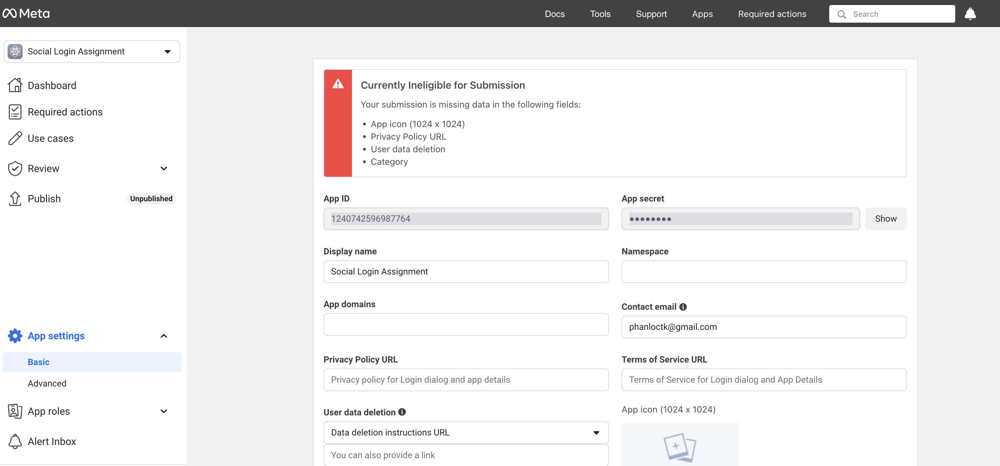 Meta
Docs
Tools
Support
Apps
Required actions
Search
Social Login Assignment
Dashboard
Required actions
Use cases
Review
Publish
Unpublished
App settings
Basic
Advanced
App roles
Alert Inbox
Currently Ineligible for Submission
Your submission is missing data in the following fields:
• App icon (1024 x 1024)
• Privacy Policy URL
• User data deletion
• Category
App ID
1240742596987764
App secret
••••••••
Show
Display name
Social Login Assignment
Namespace
App domains
Contact email
phanloctk@gmail.com
Privacy Policy URL
Privacy policy for Login dialog and app details
Terms of Service URL
Terms of Service for Login dialog and App Details
User data deletion
Data deletion instructions URL
You can also provide a link
App icon (1024 x 1024)